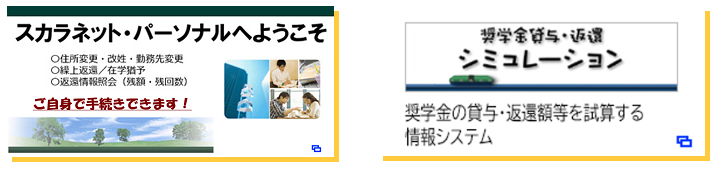 スカラネット・パーソナルへようこそ
○住所変更・改姓・勤務先変更
○繰上返還／在学猶予
○返還情報照会（残額・残回数）
ご自身で手続きできます！
奨学金貸与・返還
シミュレーション
奨学金の貸与・返還額等を試算する
情報システム